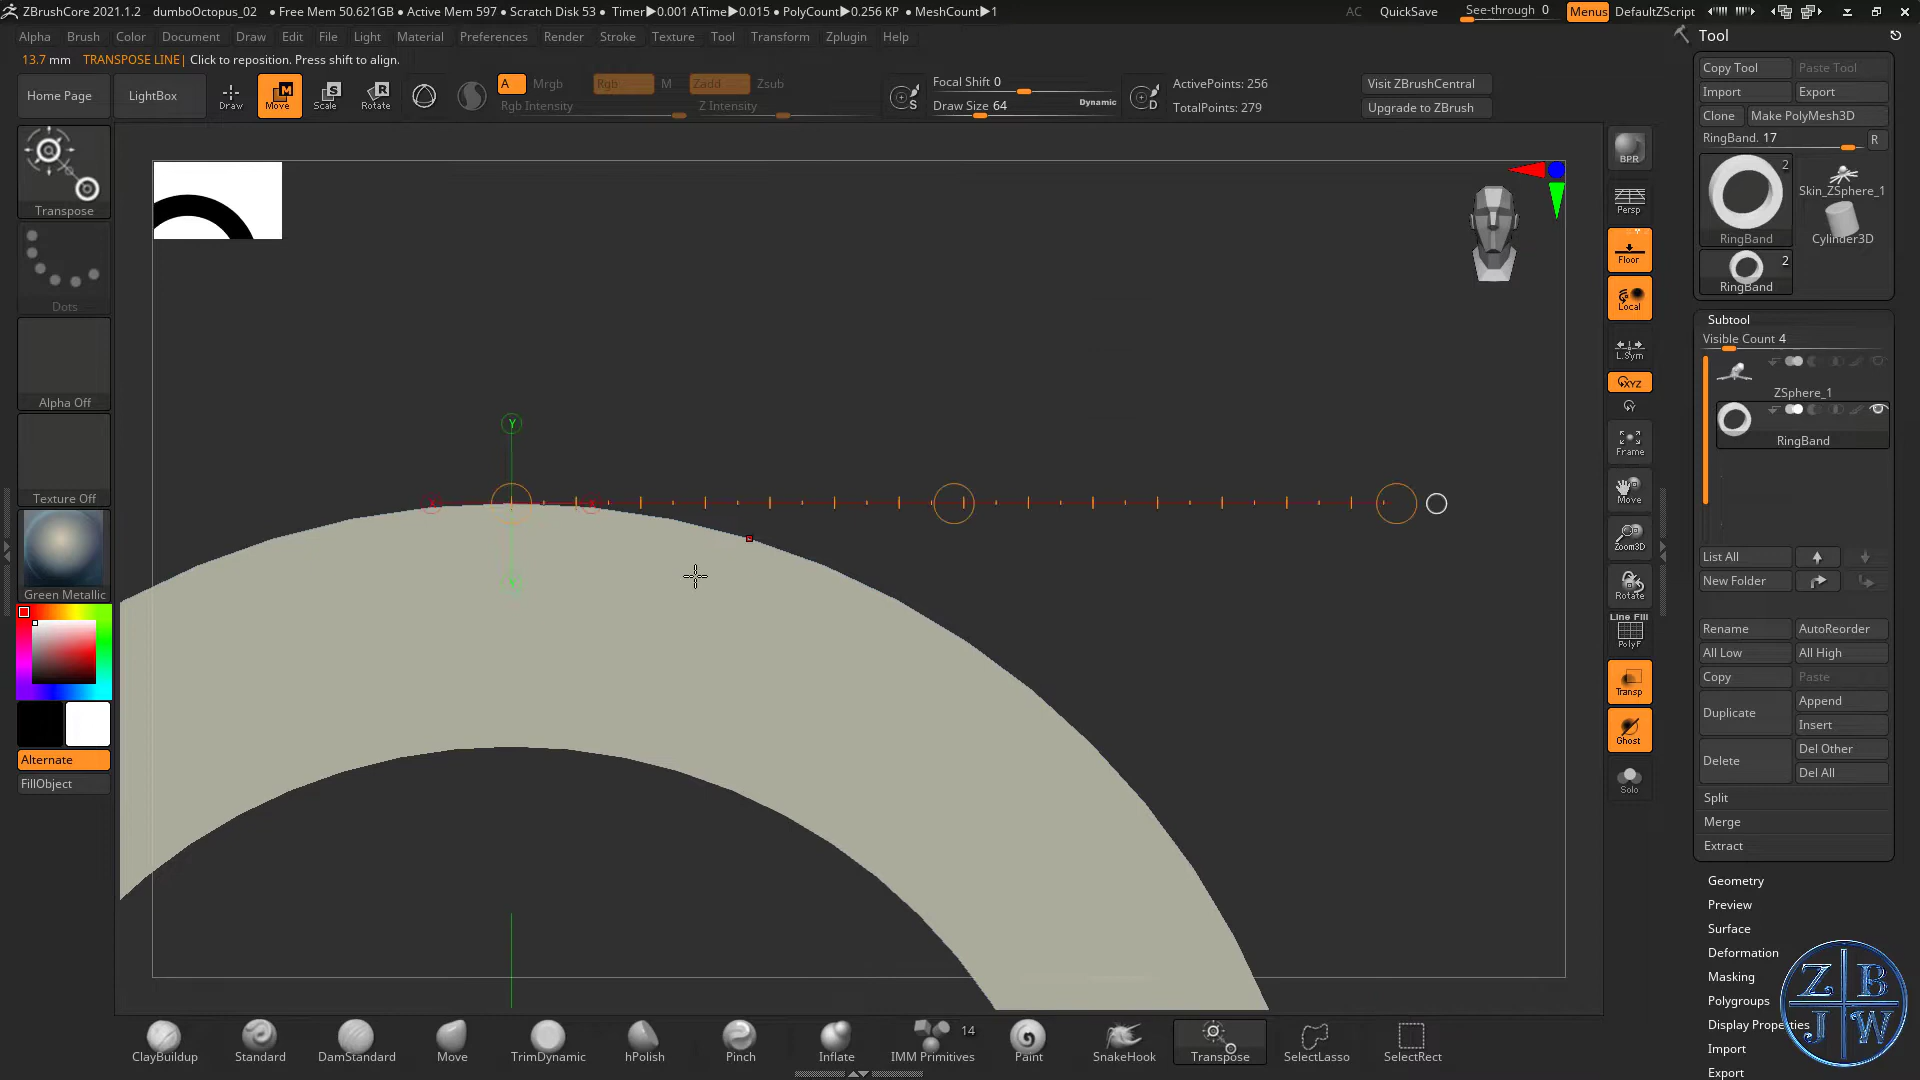 ZBrushCore 2021.1.2 dumboOctopus_02 • Free Mem 50.621GB • Active Mem 597 • Scratch Disk 53 Timer▶0.001 ATime▶0.015 • PolyCount▶0.256 KP • MeshCount▶1 AC QuickSave See-through 0 Menus DefaultZScript
Alpha Brush Color Document Draw Edit File Light Material Preferences Render Stroke Texture Tool Transform Zplugin Help
Tool
13.7 mm TRANSPOSE LINE| Click to reposition. Press shift to align.
Home Page
LightBox
Draw
Move
Scale
Rotate
A Mrgb Rgb M Zadd Zsub
Rgb Intensity Z Intensity
S
Focal Shift 0
Draw Size 64 Dynamic
D
ActivePoints: 256
TotalPoints: 279
Visit ZBrushCentral
Upgrade to ZBrush
Copy Tool Paste Tool
Import Export
Clone Make PolyMesh3D
RingBand. 17 R
2
RingBand
Skin_ZSphere_1
Cylinder3D
2
RingBand
Transpose
Dots
Alpha Off
Texture Off
Green Metallic
Alternate
FillObject
Y
BPR
Persp
Floor
Local
L.Sym
XYZ
Y
Frame
Move
Zoom3D
Rotate
Line Fill
PolyF
Transp
Ghost
Solo
Subtool
Visible Count 4
ZSphere_1
RingBand
List All
New Folder
Rename AutoReorder
All Low All High
Copy Paste
Duplicate Append
Insert
Delete Del Other
Del All
Split
Merge
Extract
Geometry
Preview
Surface
Deformation
Masking
Polygroups
Display Properties
Import
Export
Z B
J W
ClayBuildup Standard DamStandard Move TrimDynamic hPolish Pinch Inflate IMM Primitives 14 Paint SnakeHook Transpose SelectLasso SelectRect